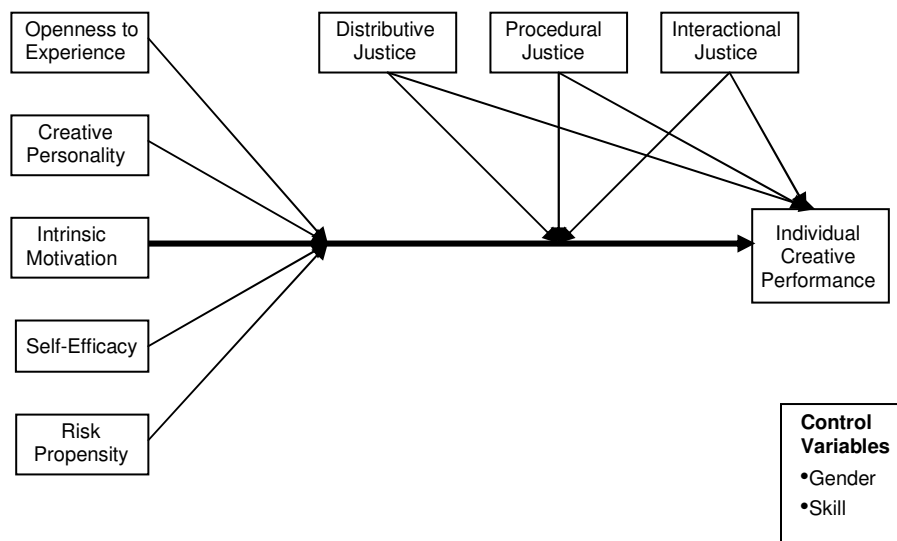 Openness to
Experience
Distributive
Justice
Procedural
Justice
Interactional
Justice
Creative
Personality
Intrinsic
Motivation
Individual
Creative
Performance
Self-Efficacy
Risk
Propensity
Control
Variables
•Gender
•Skill